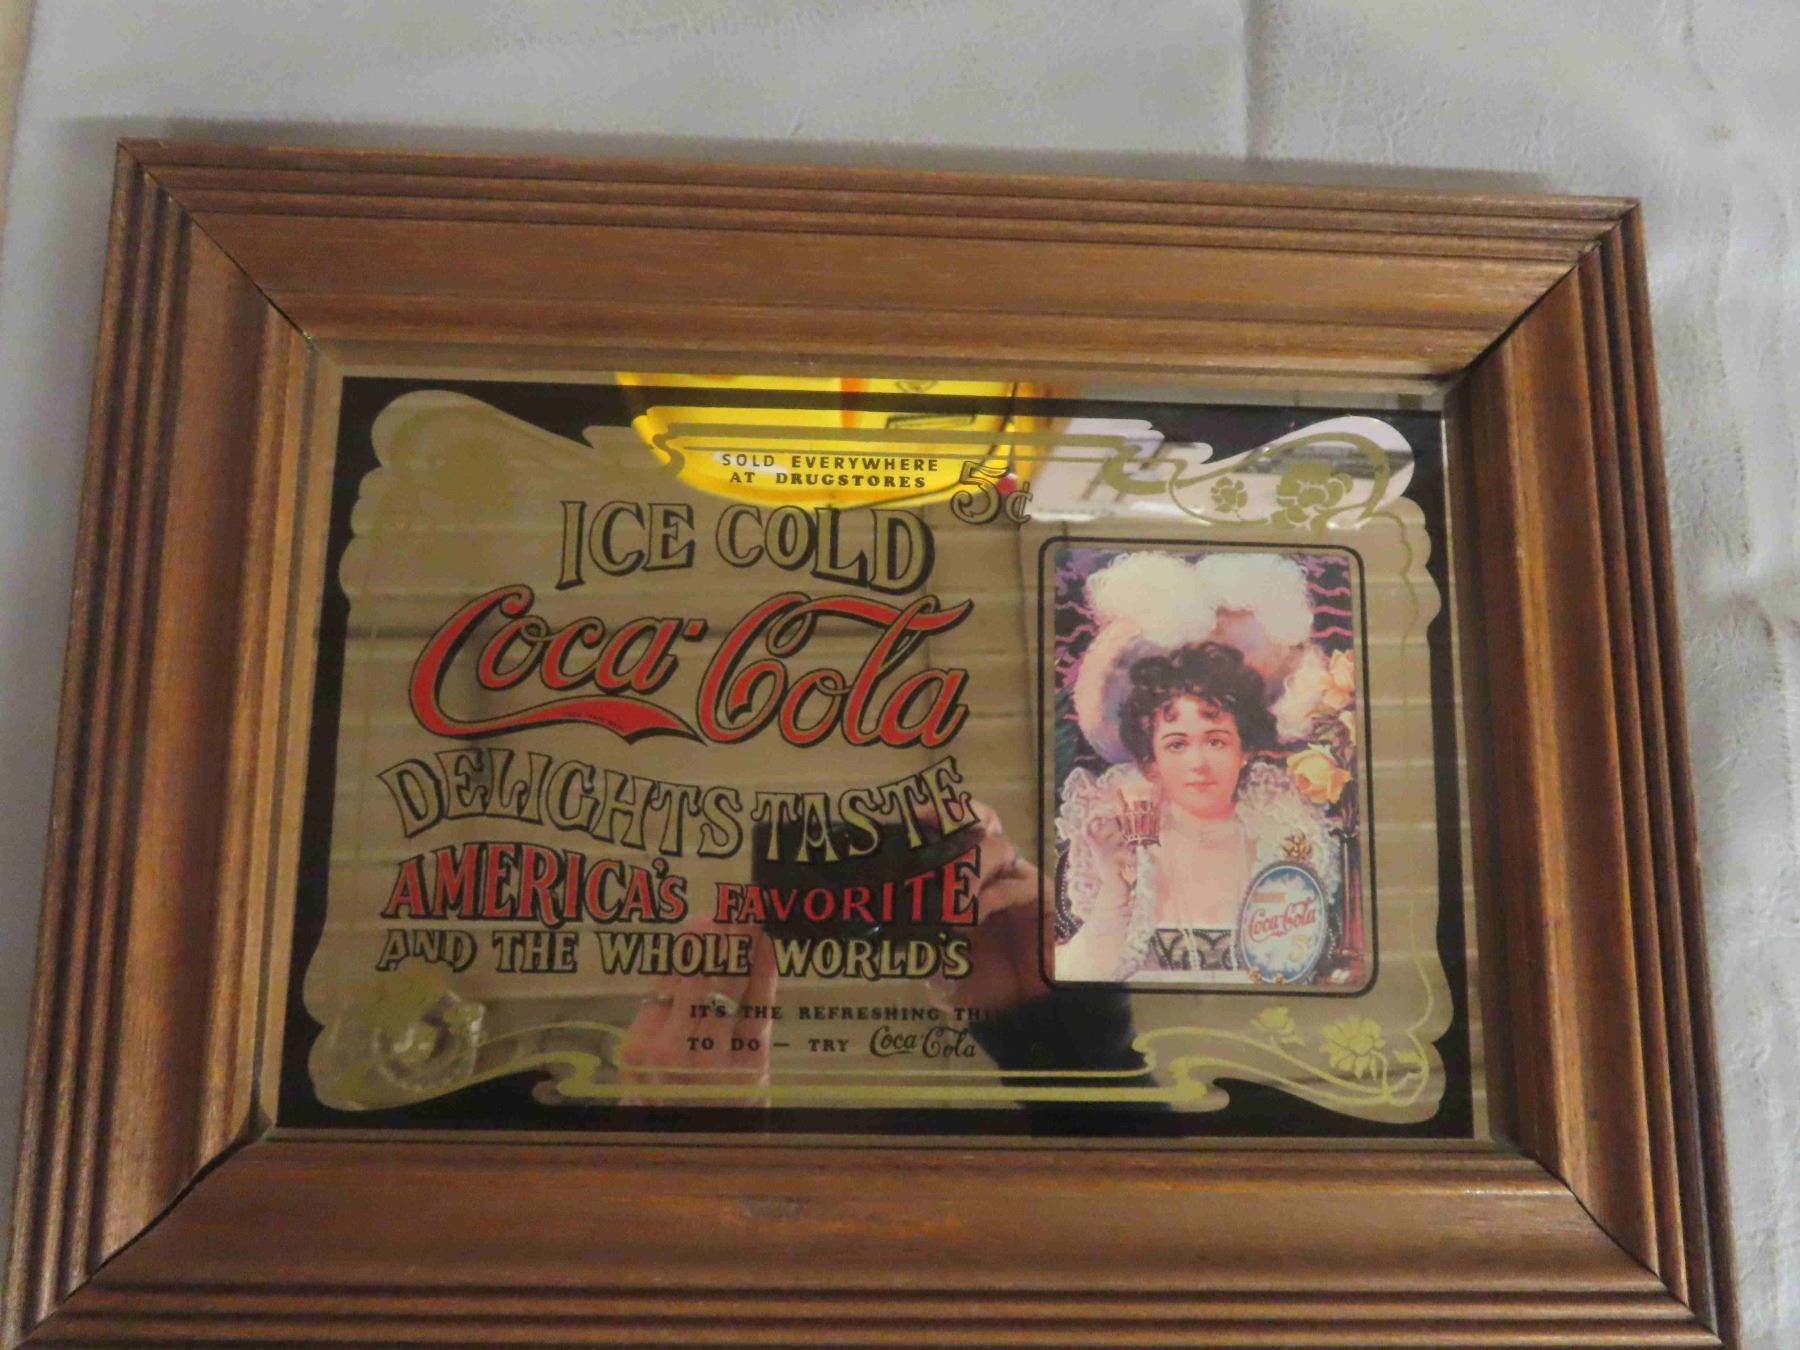 SOLD EVERYWHERE
AT DRUGSTORES
5¢
ICE COLD
Coca-Cola
DELIGHTS TASTE
AMERICA'S FAVORITE
AND THE WHOLE WORLD'S
IT'S THE REFRESHING
TO DO — TRY Coca-Cola
Coca-Cola
5¢